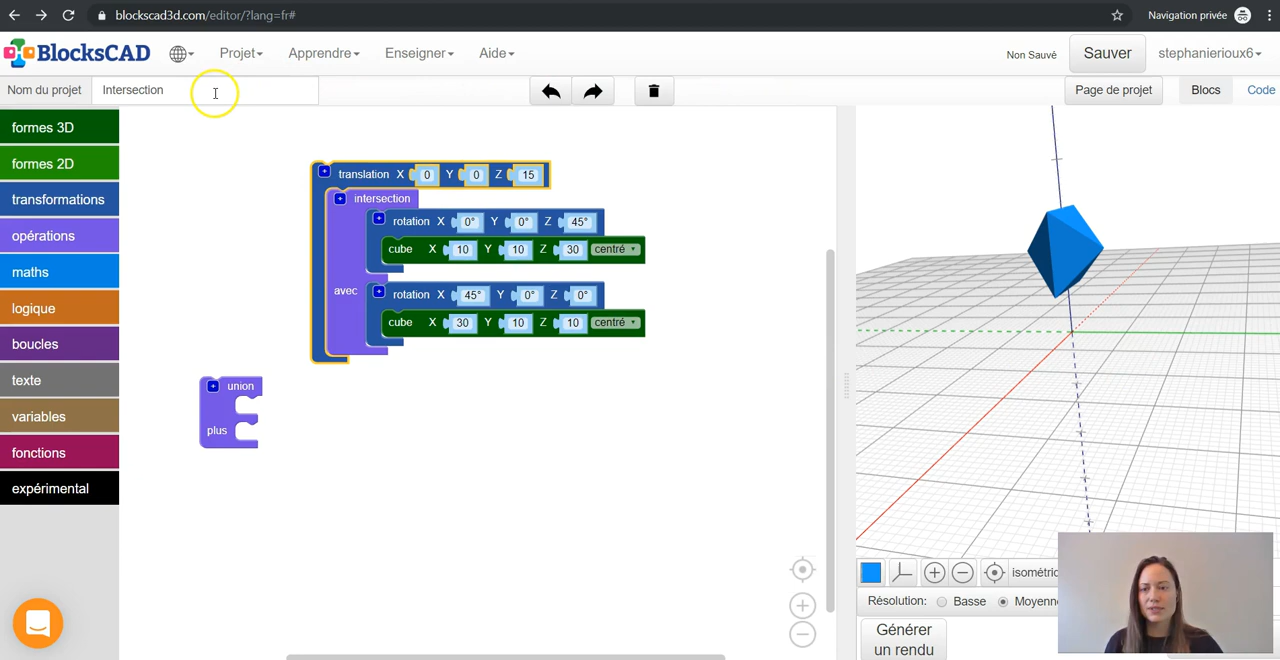 blockscad3d.com/editor/?lang=fr#
Navigation privée
BlocksCAD
Projet
Apprendre
Enseigner
Aide
Non Sauvé
Sauver
stephanierioux6
Nom du projet
Intersection
Page de projet
Blocs
Code
formes 3D
formes 2D
transformations
opérations
maths
logique
boucles
texte
variables
fonctions
expérimental
translation X 0 Y 0 Z 15
intersection
rotation X 0° Y 0° Z 45°
cube X 10 Y 10 Z 30 centré
avec
rotation X 45° Y 0° Z 0°
cube X 30 Y 10 Z 10 centré
union
plus
isométri
Résolution: Basse Moyenn
Générer
un rendu